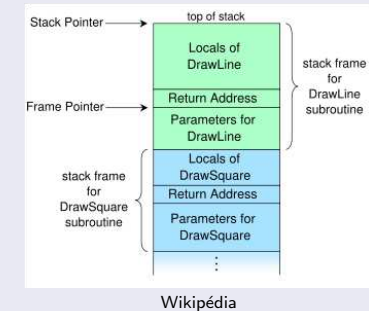 top of stack
Stack Pointer
Locals of
DrawLine
Return Address
Frame Pointer
Parameters for
DrawLine
stack frame
for
DrawLine
subroutine
Locals of
DrawSquare
Return Address
Parameters for
DrawSquare
stack frame
for
DrawSquare
subroutine
⋮
Wikipédia